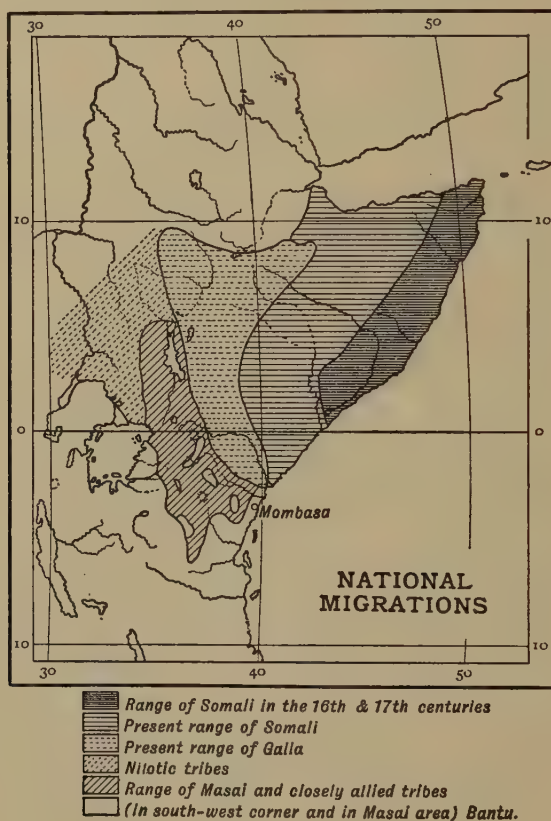 30 40 50
10 10
0 0
Mombasa
NATIONAL
MIGRATIONS
10 10
30 40 50
Range of Somali in the 16th & 17th centuries
Present range of Somali
Present range of Galla
Nilotic tribes
Range of Masai and closely allied tribes
(in south-west corner and in Masai area) Bantu.